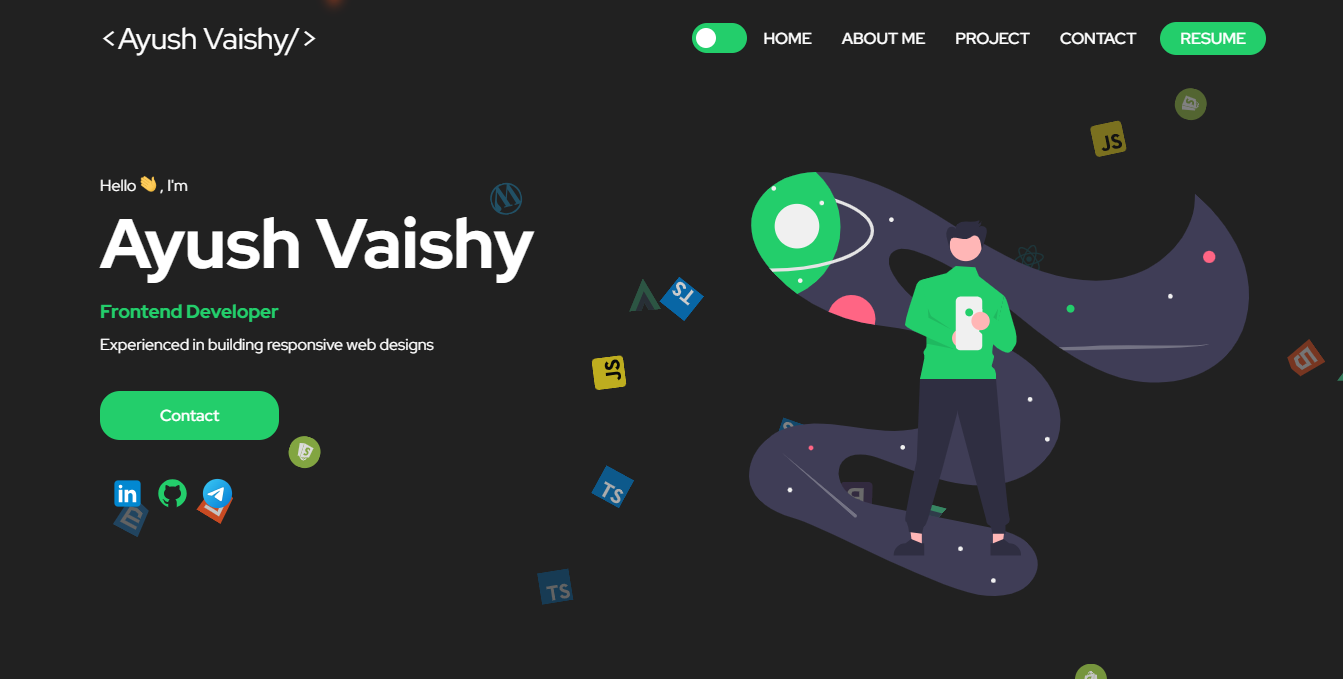 <Ayush Vaishy/>
HOME ABOUT ME PROJECT CONTACT RESUME
JS
Hello 👋, I'm
Ayush Vaishy
TS
Frontend Developer
Experienced in building responsive web designs
JS
Contact
TS
in
TS